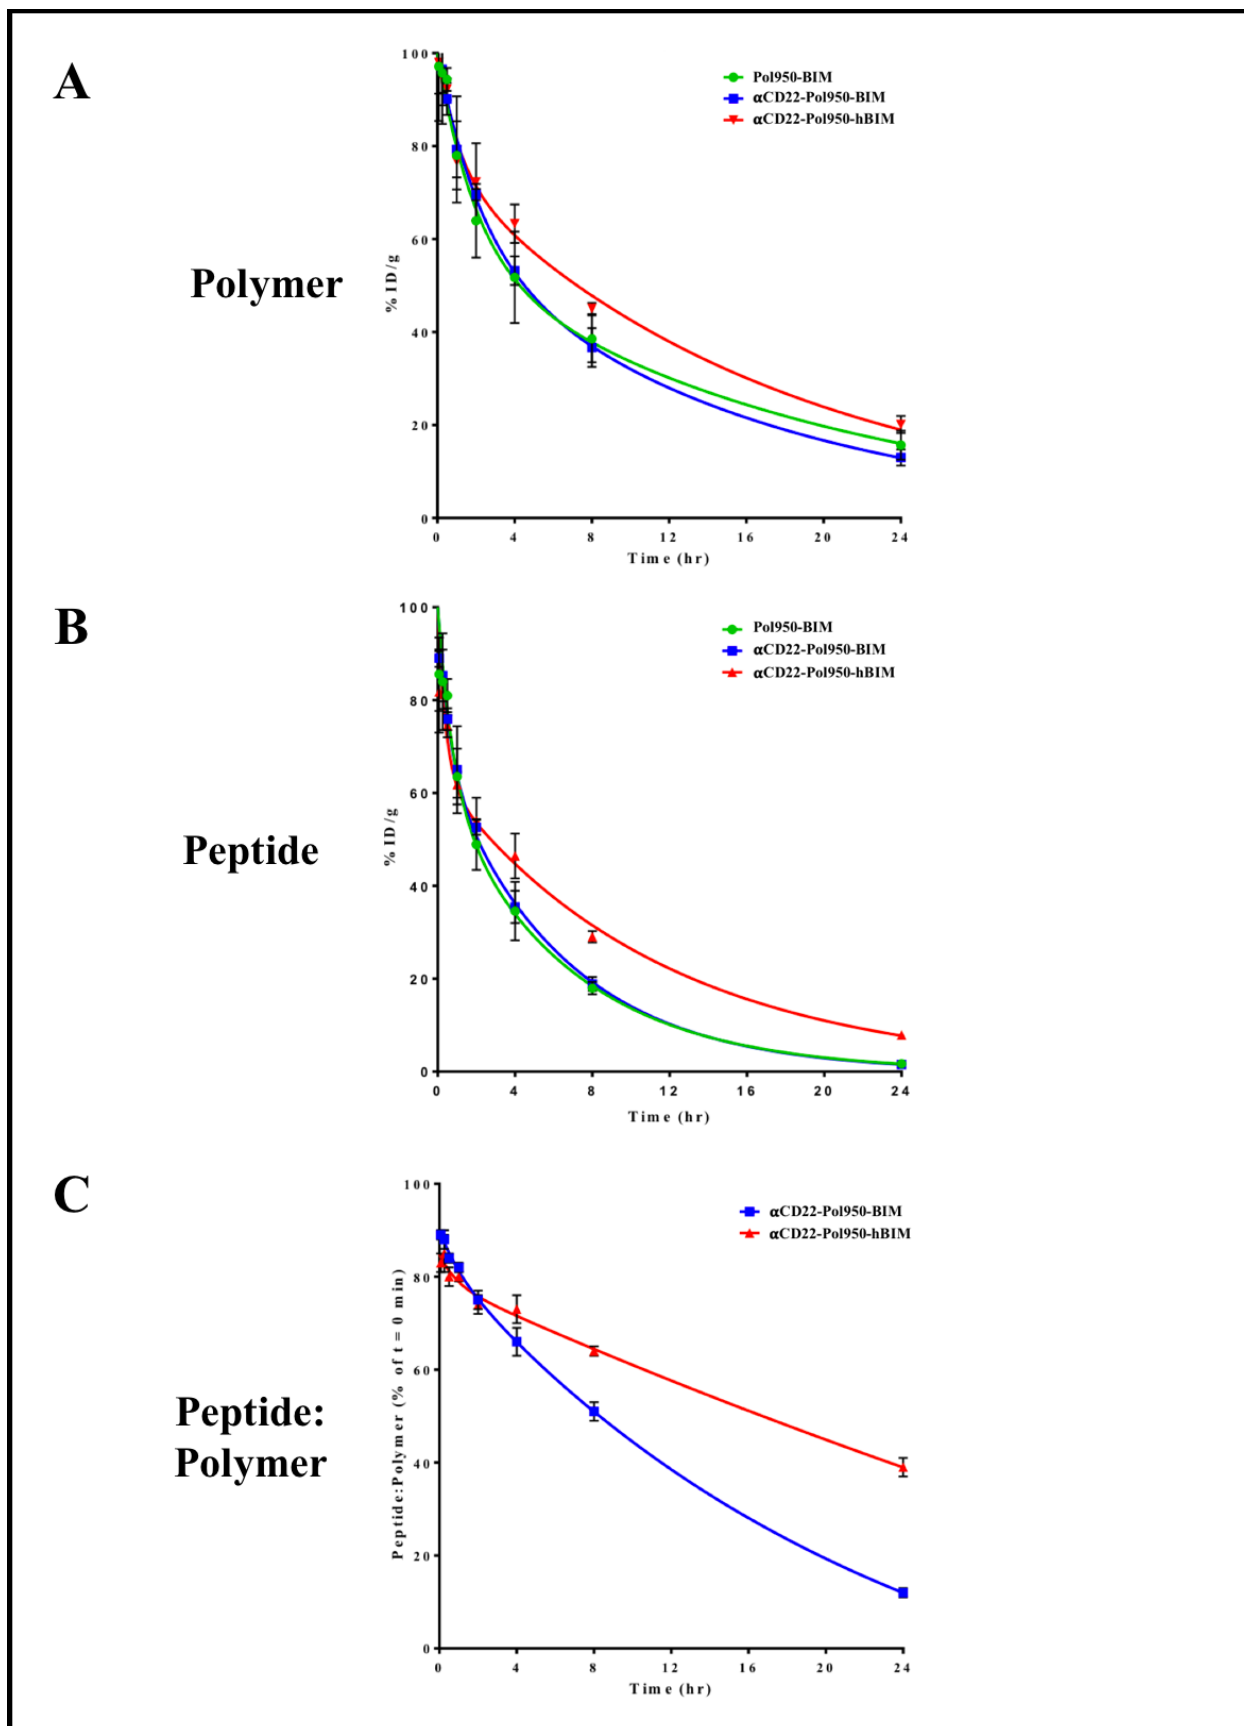 A
Polymer
% ID/g
100
80
60
40
20
0
Pol950-BIM
αCD22-Pol950-BIM
αCD22-Pol950-hBIM
0 4 8 12 16 20 24
Time (hr)
B
Peptide
% ID/g
100
80
60
40
20
0
Pol950-BIM
αCD22-Pol950-BIM
αCD22-Pol950-hBIM
0 4 8 12 16 20 24
Time (hr)
C
Peptide:
Polymer
Peptide:Polymer (% of t = 0 min)
100
80
60
40
20
0
αCD22-Pol950-BIM
αCD22-Pol950-hBIM
0 4 8 12 16 20 24
Time (hr)